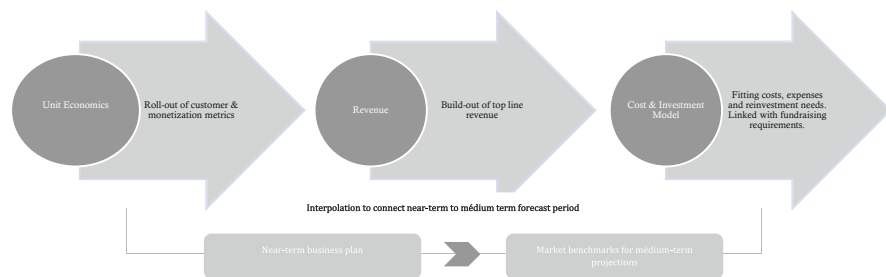 Unit Economics
Roll-out of customer &
monetization metrics
Revenue
Build-out of top line
revenue
Cost & Investment
Model
Fitting costs, expenses
and reinvestment needs.
Linked with fundraising
requirements.
Interpolation to connect near-term to médium term forecast period
Near-term business plan
Market benchmarks for médium-term
projections